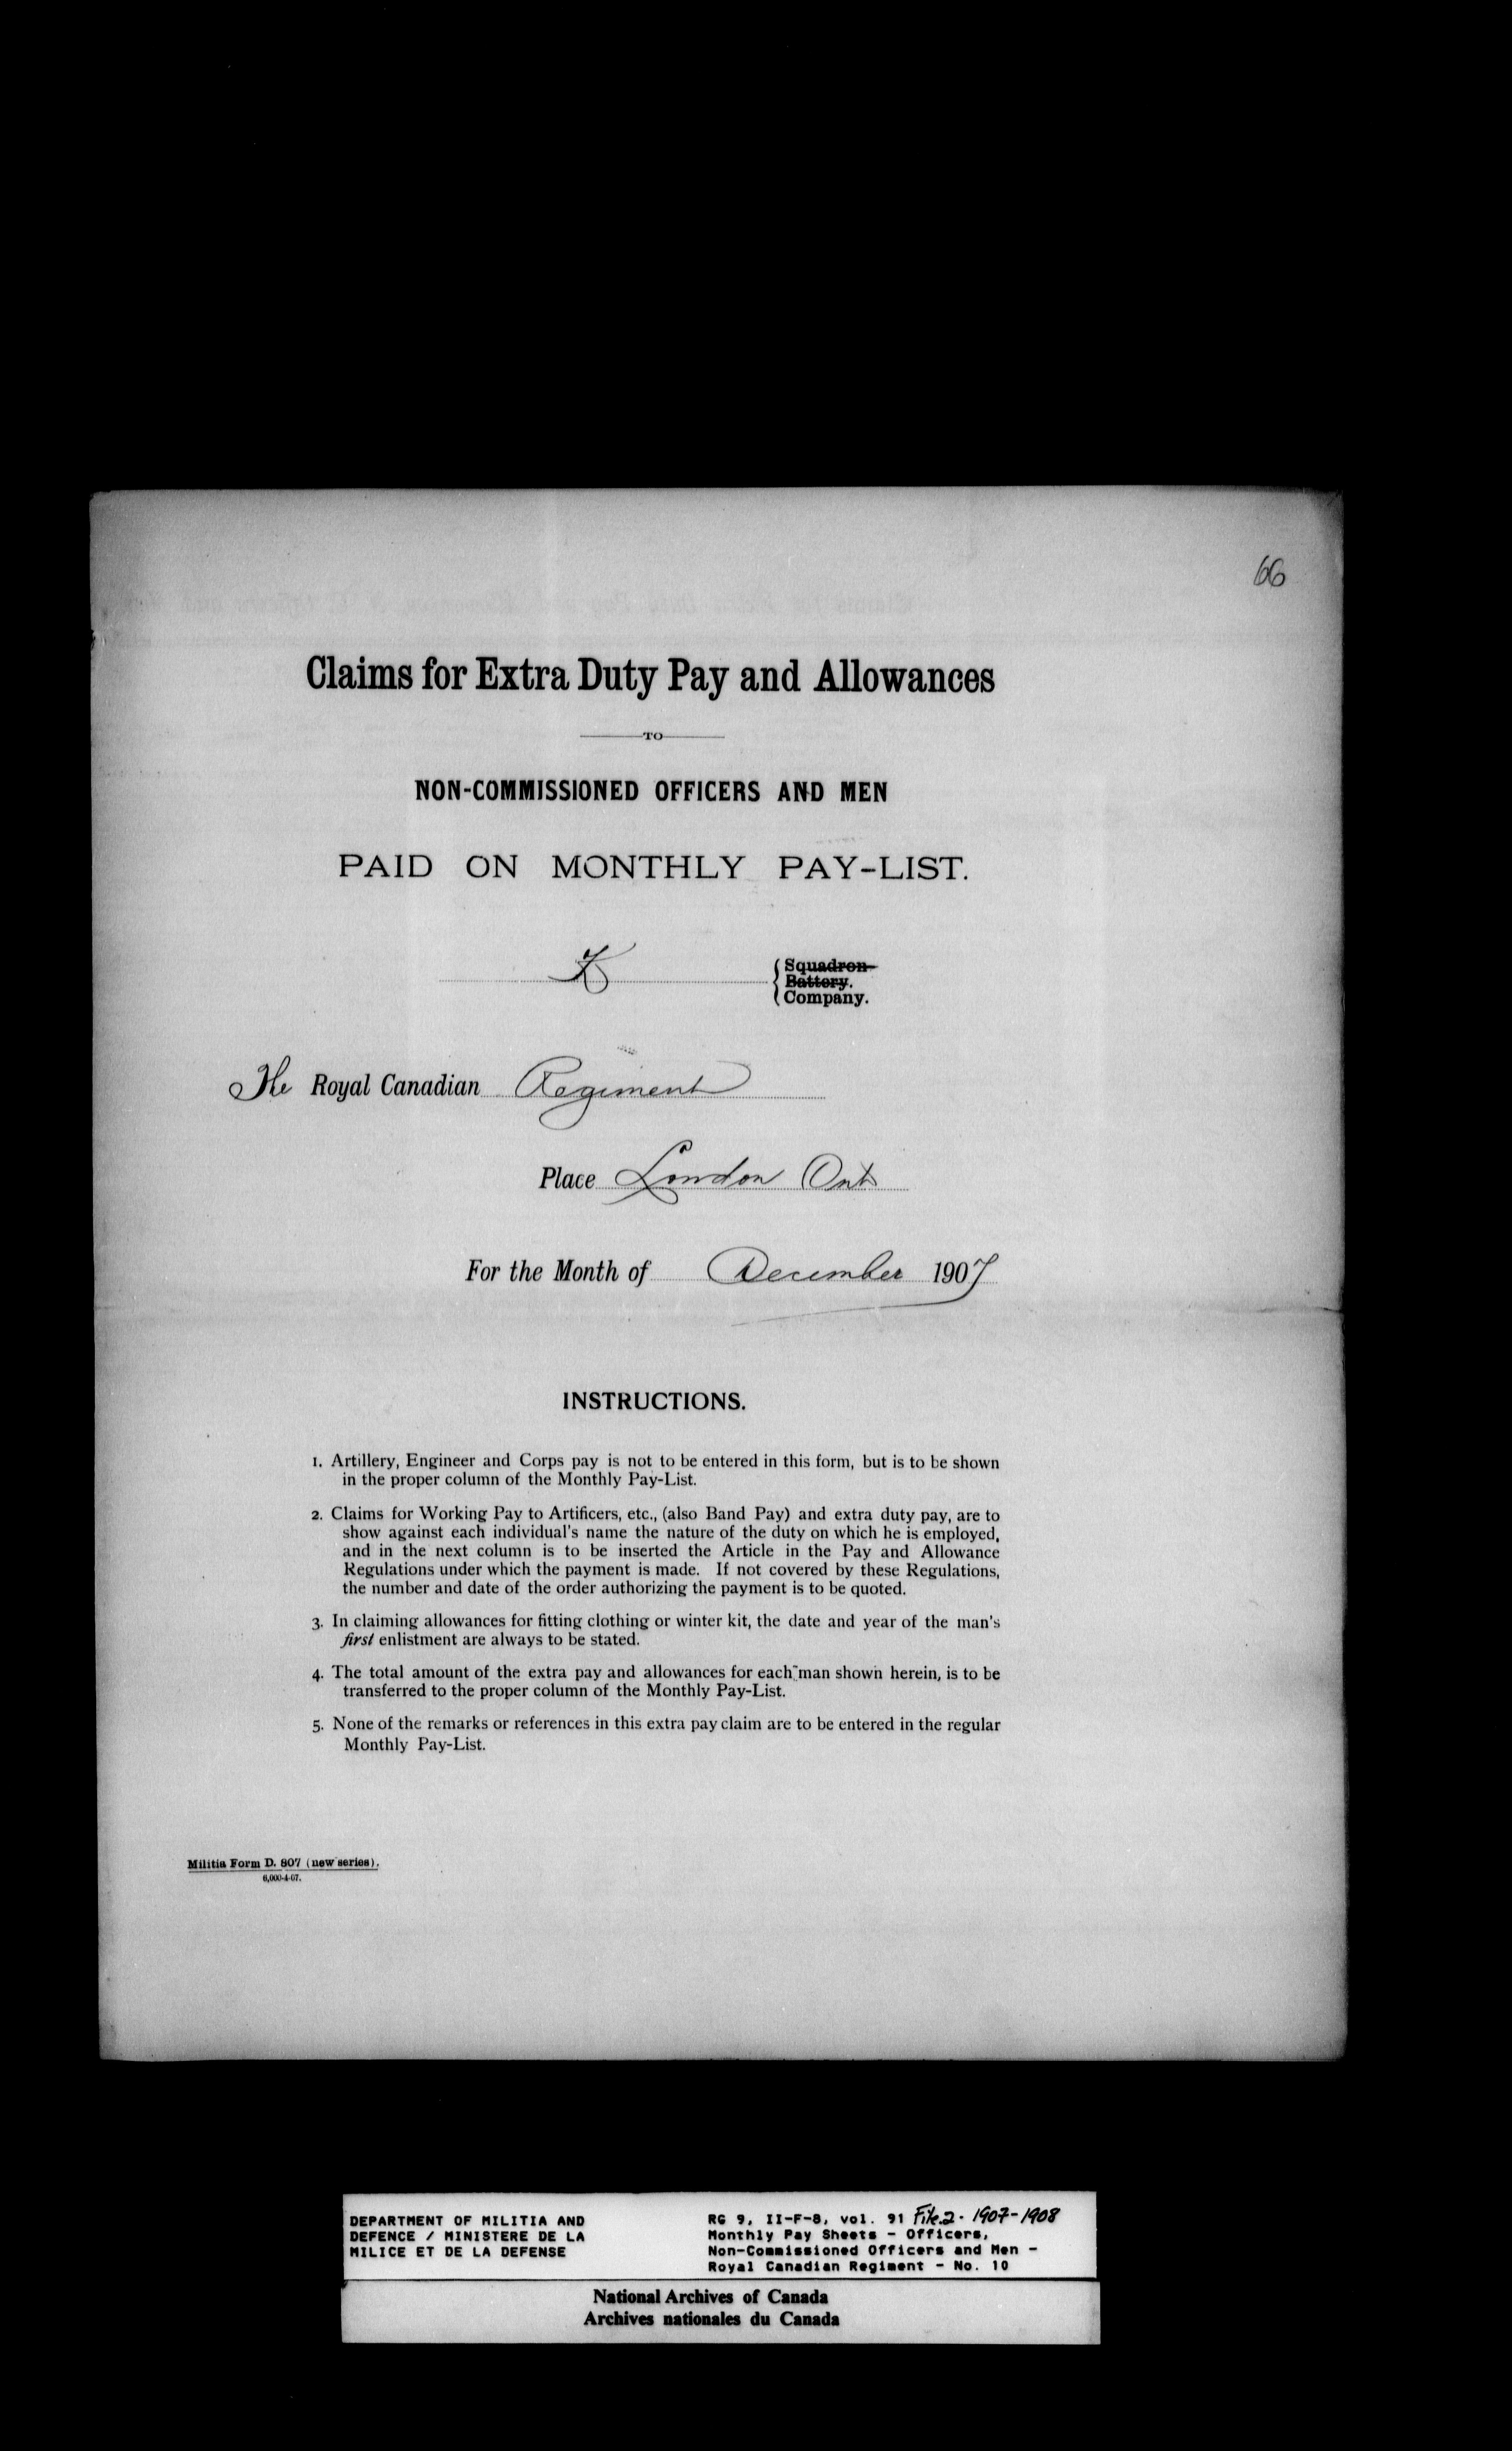 66
Claims for Extra Duty Pay and Allowances
TO
NON-COMMISSIONED OFFICERS AND MEN
PAID ON MONTHLY PAY-LIST.
Squadron
Battery.
Company.
The Royal Canadian Regiment
Place London Ont
For the Month of December 1907
INSTRUCTIONS.
1. Artillery, Engineer and Corps pay is not to be entered in this form, but is to be shown
in the proper column of the Monthly Pay-List.
2. Claims for Working Pay to Artificers, etc., (also Band Pay) and extra duty pay, are to
show against each individual's name the nature of the duty on which he is employed,
and in the next column is to be inserted the Article in the Pay and Allowance
Regulations under which the payment is made. If not covered by these Regulations,
the number and date of the order authorizing the payment is to be quoted.
3. In claiming allowances for fitting clothing or winter kit, the date and year of the man's
first enlistment are always to be stated.
4. The total amount of the extra pay and allowances for each man shown herein, is to be
transferred to the proper column of the Monthly Pay-List.
5. None of the remarks or references in this extra pay claim are to be entered in the regular
Monthly Pay-List.
Militia Form D. 807 (new series).
6,000-4-07.
DEPARTMENT OF MILITIA AND
DEFENCE / MINISTERE DE LA
MILICE ET DE LA DEFENSE
RG 9, II-F-8, vol. 91 File.2. 1907-1908
Monthly Pay Sheets - Officers,
Non-Commissioned Officers and Men -
Royal Canadian Regiment - No. 10
National Archives of Canada
Archives nationales du Canada